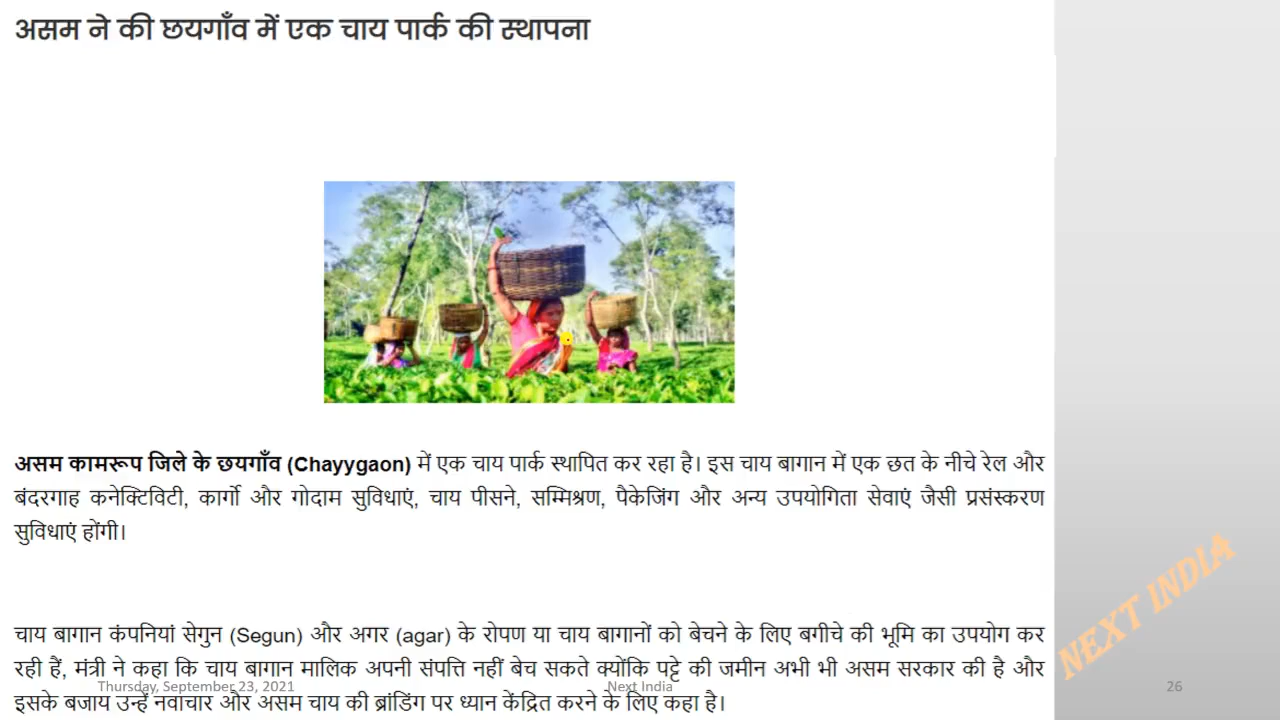 असम ने की छयगाँव में एक चाय पार्क की स्थापना
असम कामरूप जिले के छयगाँव (Chayygaon) में एक चाय पार्क स्थापित कर रहा है। इस चाय बागान में एक छत के नीचे रेल और
बंदरगाह कनेक्टिविटी, कार्गो और गोदाम सुविधाएं, चाय पीसने, सम्मिश्रण, पैकेजिंग और अन्य उपयोगिता सेवाएं जैसी प्रसंस्करण
सुविधाएं होंगी।
चाय बागान कंपनियां सेगुन (Segun) और अगर (agar) के रोपण या चाय बागानों को बेचने के लिए बगीचे की भूमि का उपयोग कर
रही हैं, मंत्री ने कहा कि चाय बागान मालिक अपनी संपत्ति नहीं बेच सकते क्योंकि पट्टे की जमीन अभी भी असम सरकार की है और
इसके बजाय उन्हें नवाचार और असम चाय की ब्रांडिंग पर ध्यान केंद्रित करने के लिए कहा है।
Thursday, September 23, 2021
Next India
26
NEXT INDIA